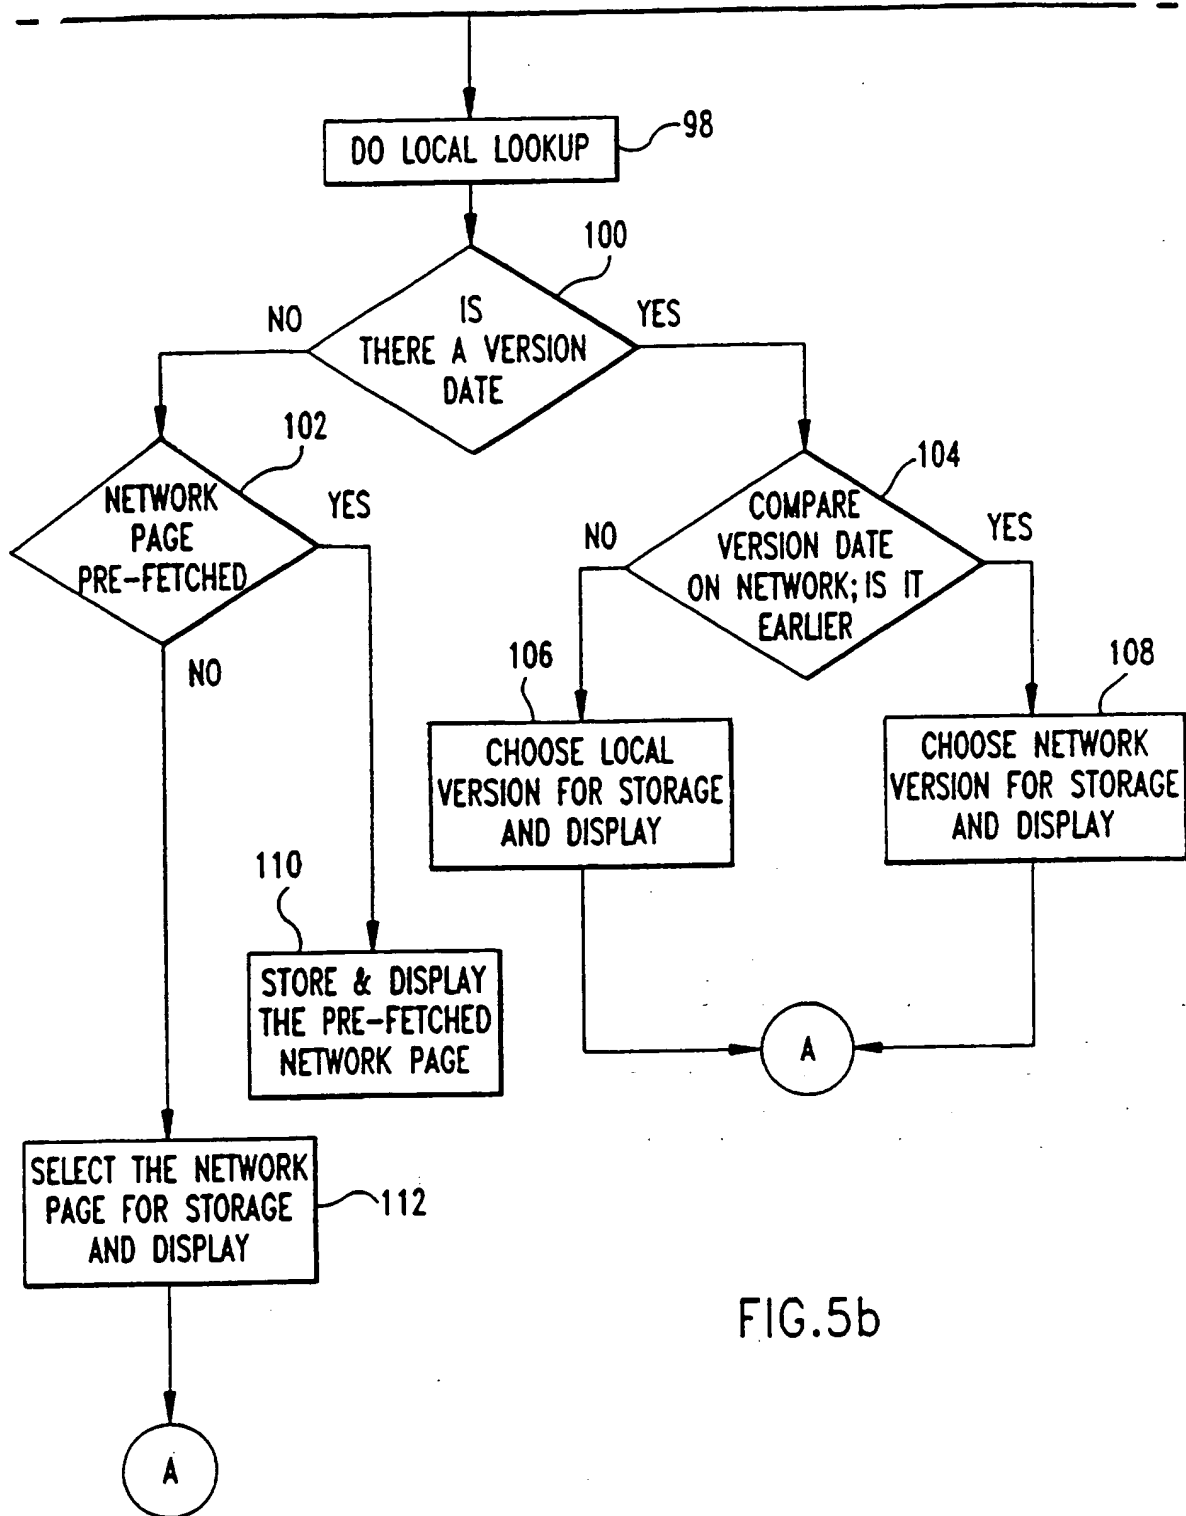 DO LOCAL LOOKUP
98
100
IS
THERE A VERSION
DATE
NO
YES
102
NETWORK
PAGE
PRE-FETCHED
YES
NO
104
COMPARE
VERSION DATE
ON NETWORK; IS IT
EARLIER
NO
YES
106
CHOOSE LOCAL
VERSION FOR STORAGE
AND DISPLAY
108
CHOOSE NETWORK
VERSION FOR STORAGE
AND DISPLAY
110
STORE & DISPLAY
THE PRE-FETCHED
NETWORK PAGE
A
SELECT THE NETWORK
PAGE FOR STORAGE
AND DISPLAY
112
FIG.5b
A